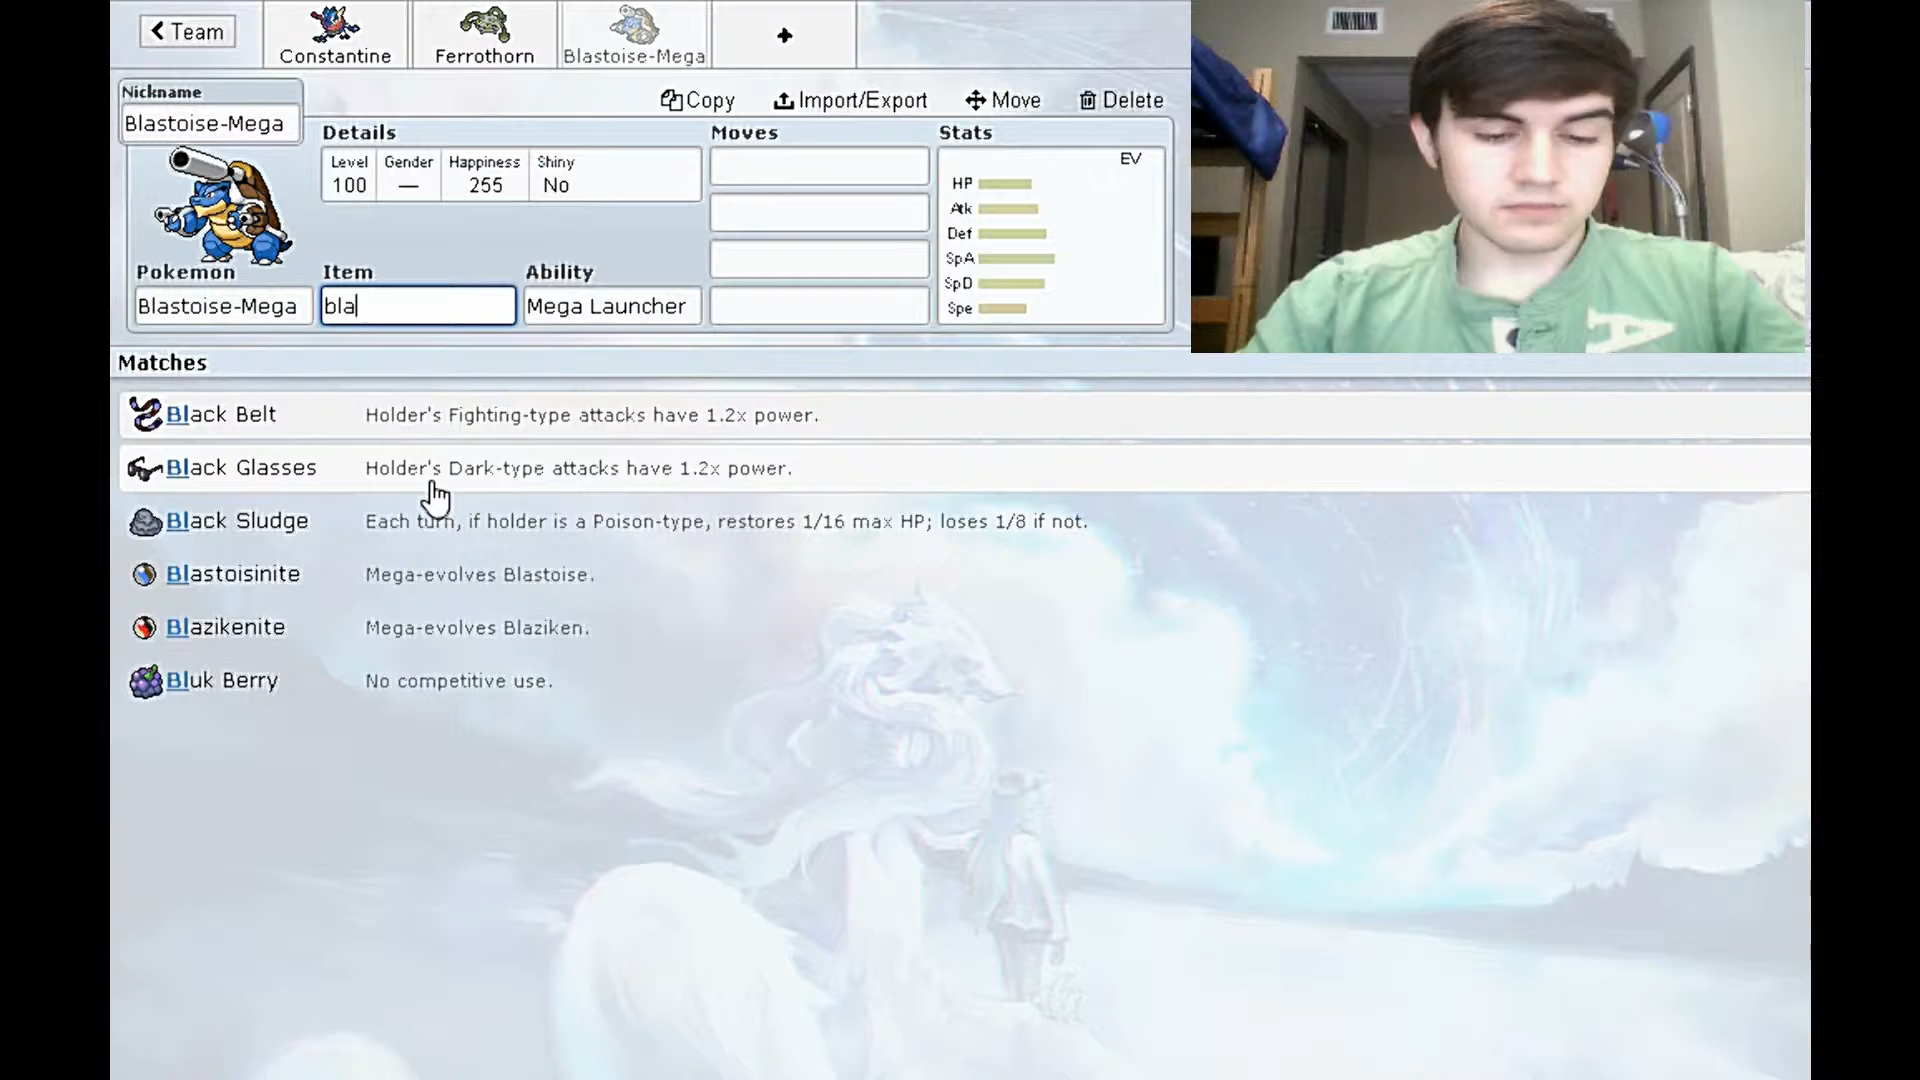 Team
Constantine
Ferrothorn
Blastoise-Mega
Nickname
Blastoise-Mega
Copy
Import/Export
Move
Delete
Details
Moves
Stats
Level
Gender
Happiness
Shiny
100
—
255
No
EV
HP
Atk
Def
SpA
SpD
Spe
Pokemon
Item
Ability
Blastoise-Mega
bla
Mega Launcher
Matches
Black Belt Holder's Fighting-type attacks have 1.2x power.
Black Glasses Holder's Dark-type attacks have 1.2x power.
Black Sludge Each turn, if holder is a Poison-type, restores 1/16 max HP; loses 1/8 if not.
Blastoisinite Mega-evolves Blastoise.
Blazikenite Mega-evolves Blaziken.
Bluk Berry No competitive use.
A